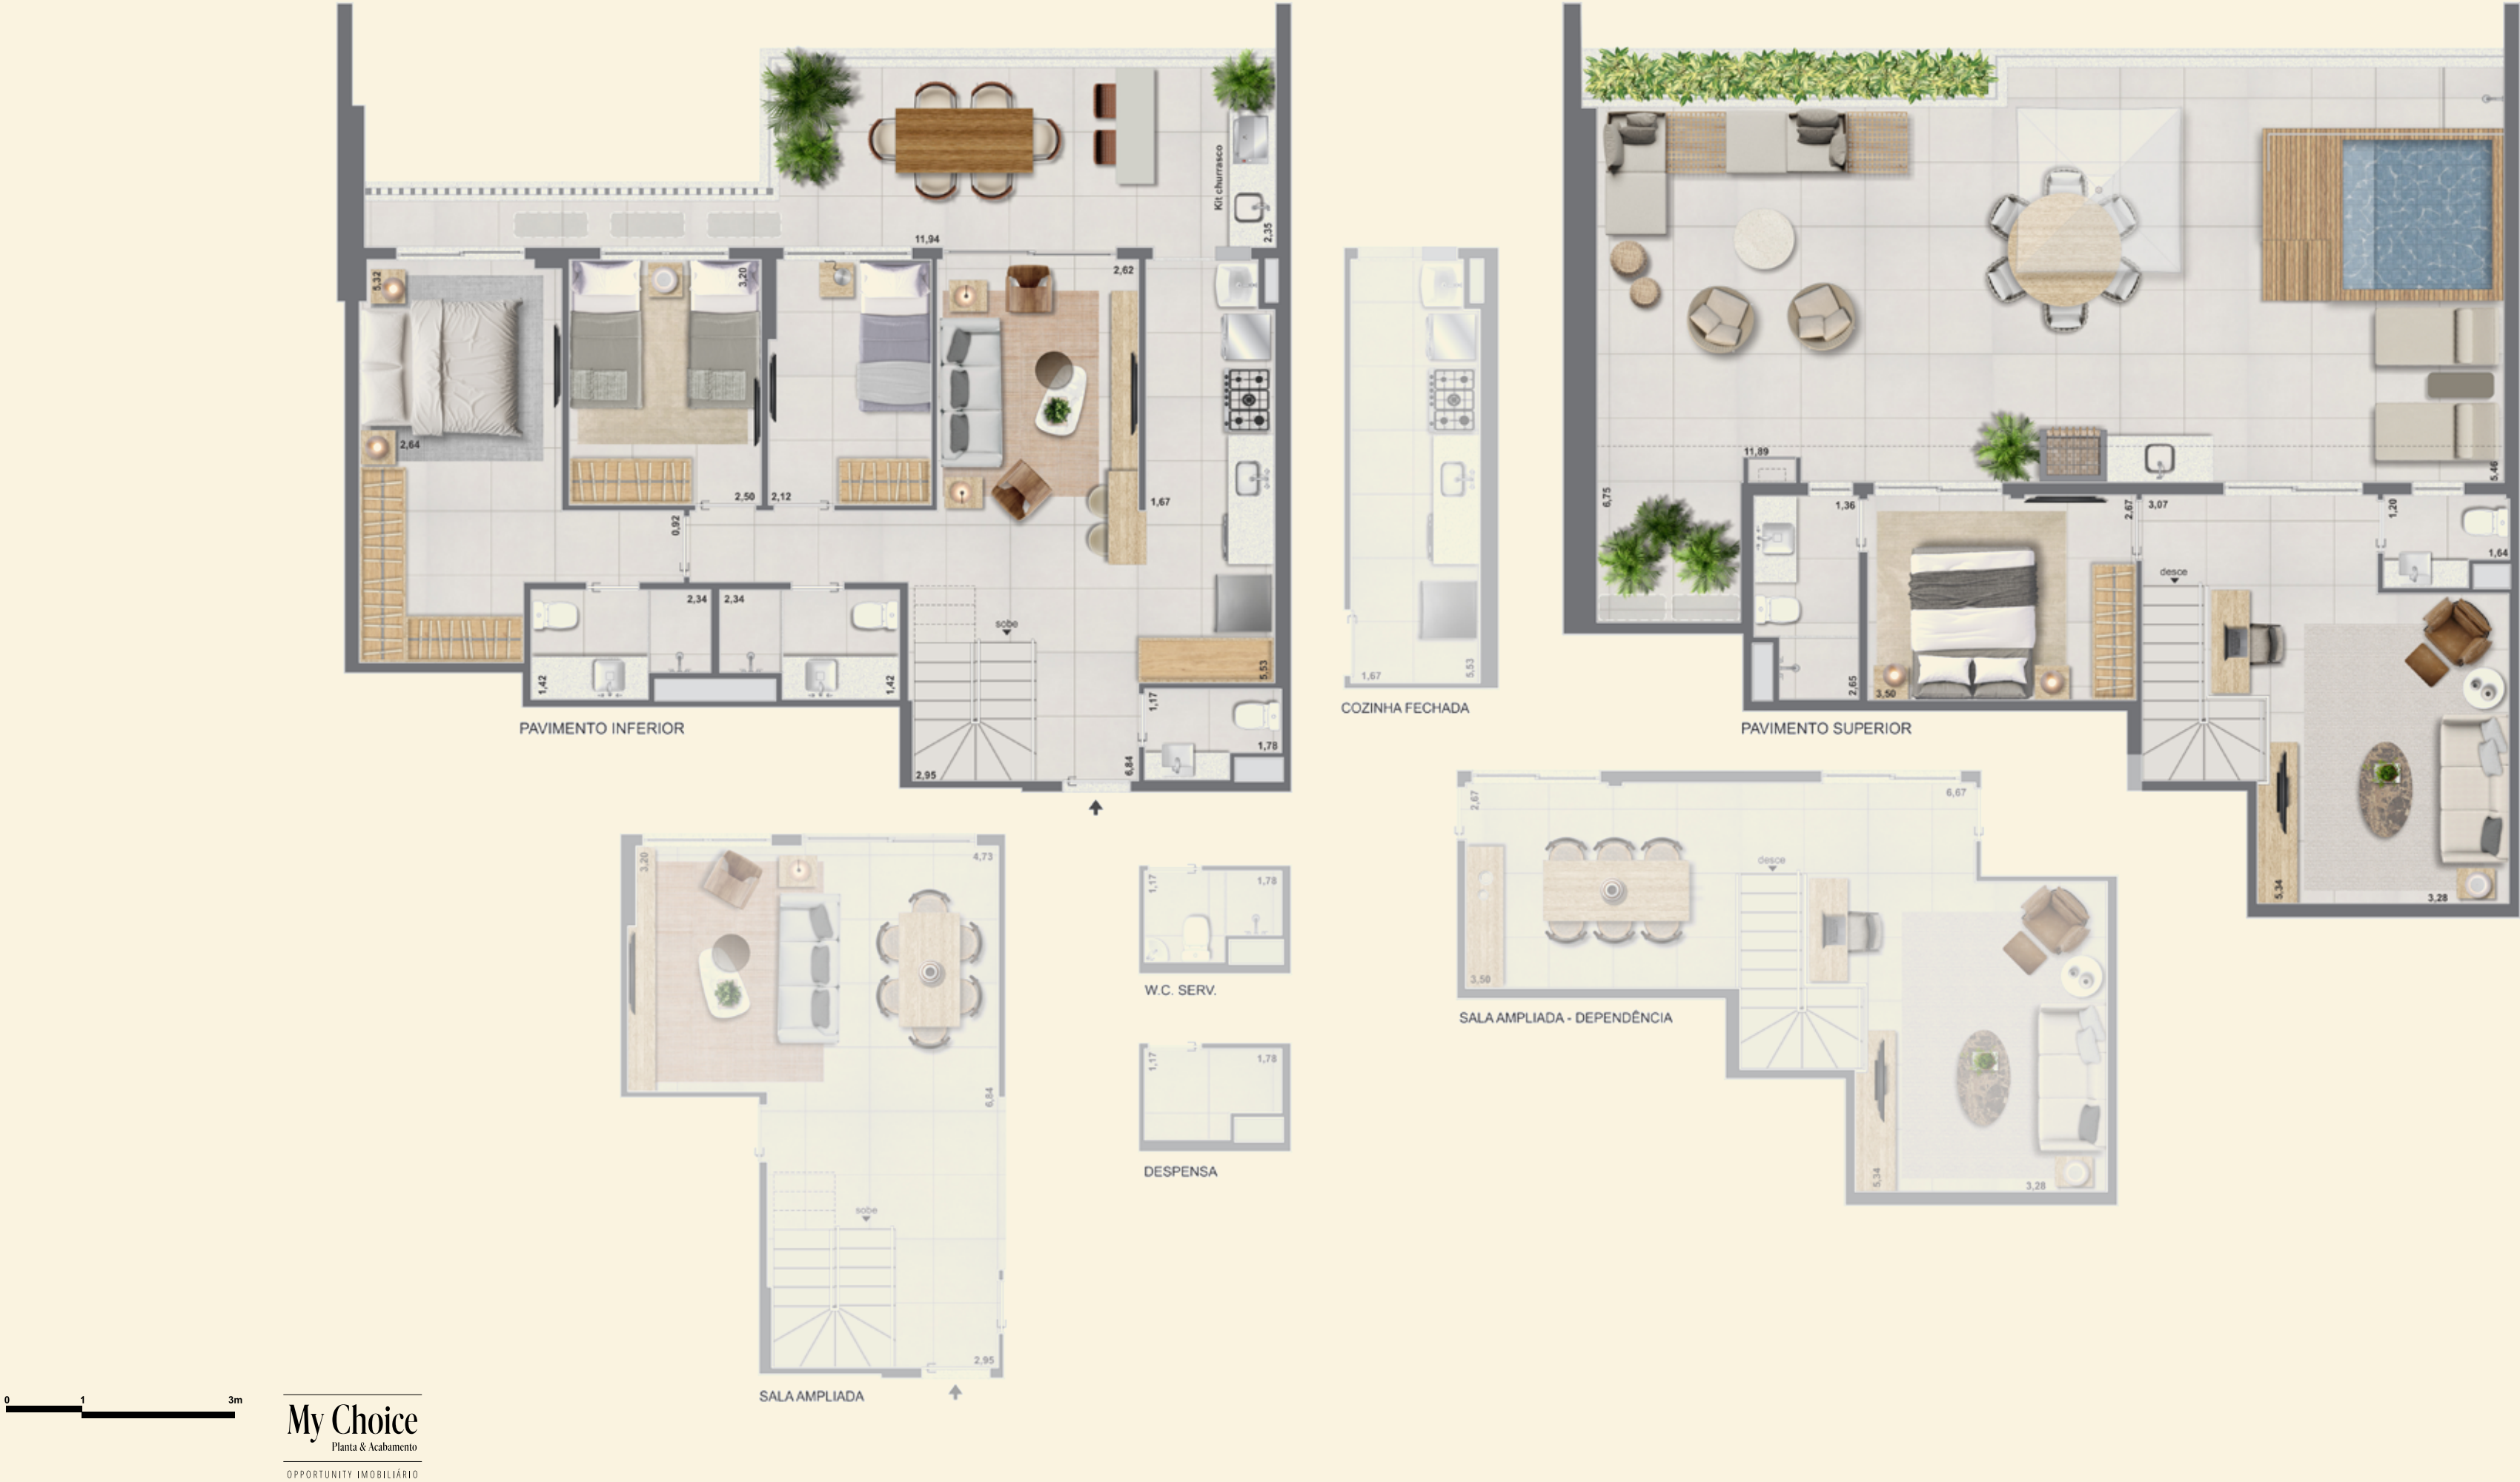 Kit churrasco
2,35
11,94
5,32
3,20
2,62
2,64
2,50
2,12
1,67
0,92
2,34
2,34
sobe
5,53
1,42
1,42
1,17
1,78
2,95
6,84
PAVIMENTO INFERIOR
1,67
5,53
COZINHA FECHADA
11,89
5,46
6,75
1,36
2,67
3,07
1,20
1,64
desce
2,65
3,50
5,34
3,28
PAVIMENTO SUPERIOR
3,20
4,73
6,84
sobe
2,95
SALA AMPLIADA
1,17
1,78
W.C. SERV.
1,17
1,78
DESPENSA
2,67
6,67
desce
3,50
5,34
3,28
SALA AMPLIADA - DEPENDÊNCIA
0 1 3m
My Choice
Planta & Acabamento
OPPORTUNITY IMOBILIÁRIO